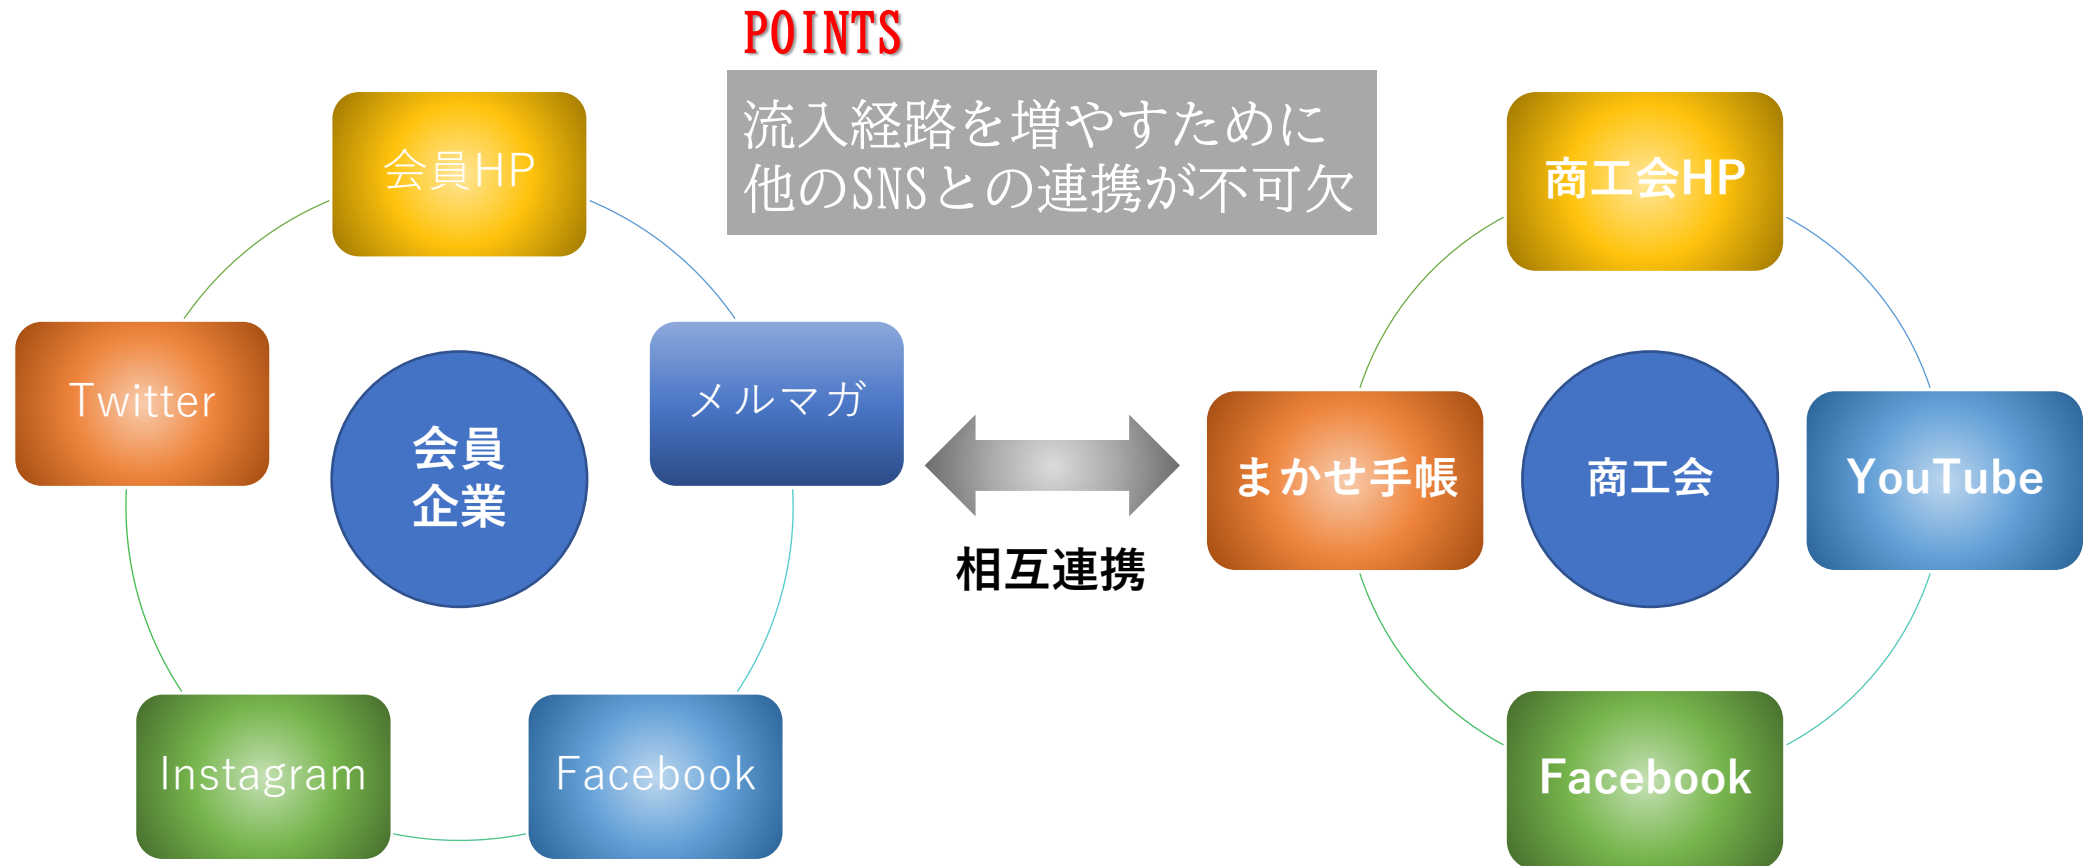 POINTS
流入経路を増やすために
他のSNSとの連携が不可欠
会員HP
Twitter
メルマガ
会員
企業
Instagram
Facebook
相互連携
商工会HP
まかせ手帳
商工会
YouTube
Facebook